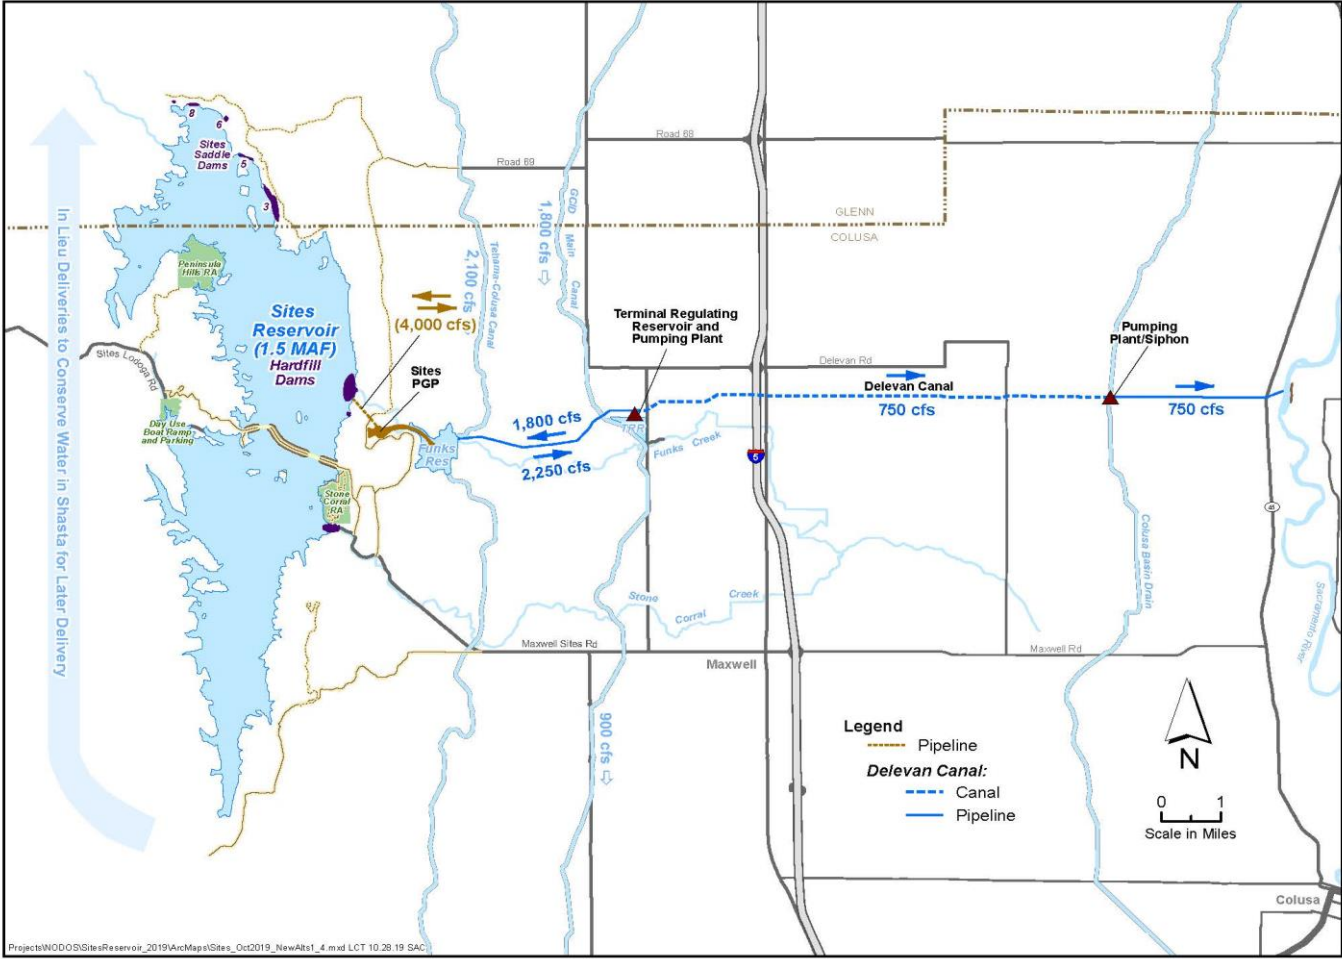 8
6
Sites
Saddle
Dams
5
3
Road 68
Road 69
GLENN
COLUSA
In Lieu Deliveries to Conserve Water in Shasta for Later Delivery
GCID Main Canal
1,800 cfs
Tehama-Colusa Canal
2,100 cfs
Peninsula
Hills RA
Sites
Reservoir
(1.5 MAF)
Hardfill
Dams
(4,000 cfs)
Sites
PGP
Terminal Regulating
Reservoir and
Pumping Plant
Pumping
Plant/Siphon
Sites Lodoga Rd
Delevan Rd
Delevan Canal
750 cfs
750 cfs
Day Use
Boat Ramp
and Parking
1,800 cfs
2,250 cfs
TRR
Funks Creek
Funks
Res
5
Stone
Corral
RA
45
Colusa Basin Drain
Sacramento River
Stone Corral Creek
Maxwell Sites Rd
Maxwell
Maxwell Rd
900 cfs
Legend
Pipeline
Delevan Canal:
Canal
Pipeline
N
0 1
Scale in Miles
Colusa
Projects\NODOS\SitesReservoir_2019\ArcMaps\Sites_Oct2019_NewAlts1_4.mxd LCT 10.28.19 SAC